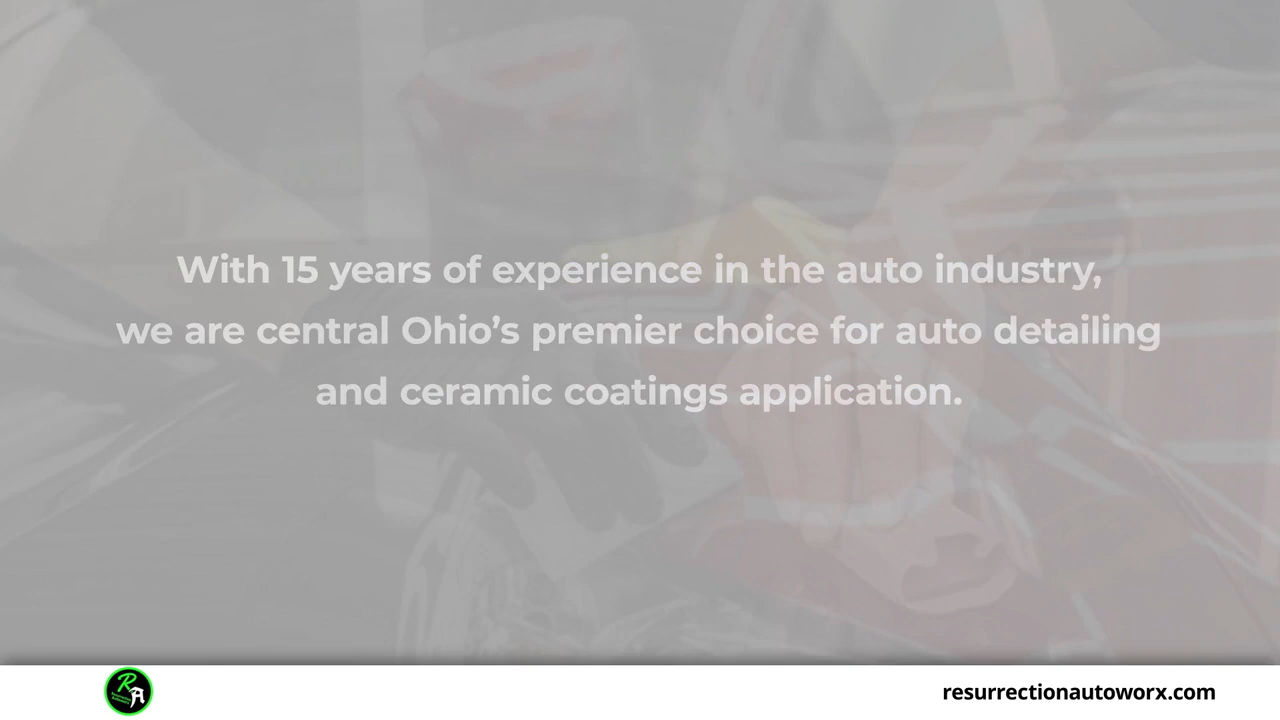 With 15 years of experience in the auto industry,
we are central Ohio’s premier choice for auto detailing
and ceramic coatings application.
RA
resurrectionautoworx.com